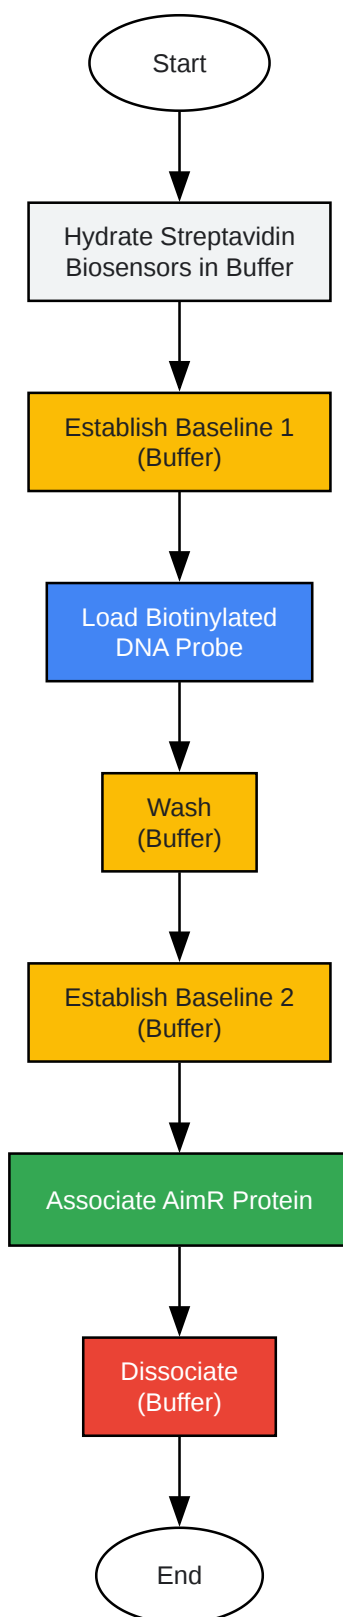 Start
Hydrate Streptavidin
Biosensors in Buffer
Establish Baseline 1
(Buffer)
Load Biotinylated
DNA Probe
Wash
(Buffer)
Establish Baseline 2
(Buffer)
Associate AimR Protein
Dissociate
(Buffer)
End